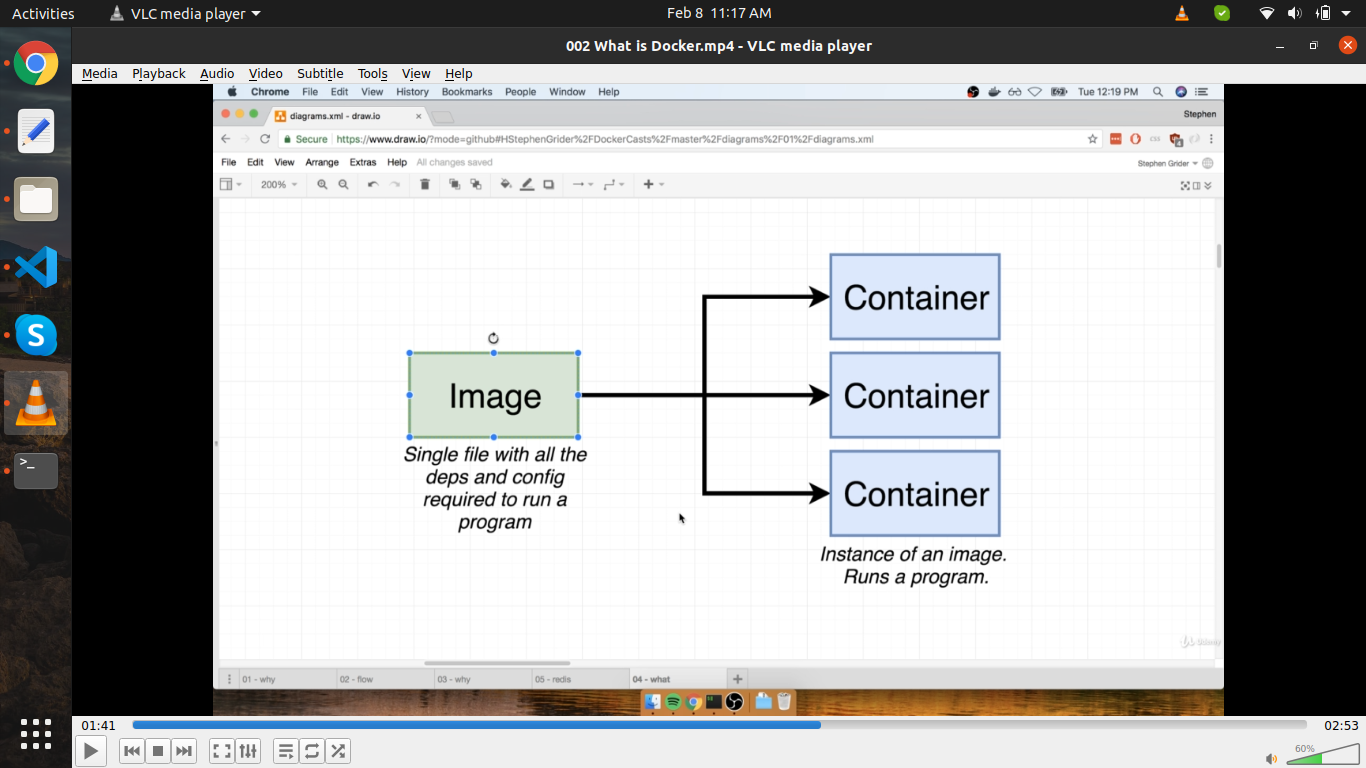 Activities VLC media player Feb 8 11:17 AM
002 What is Docker.mp4 - VLC media player
Media Playback Audio Video Subtitle Tools View Help
Chrome File Edit View History Bookmarks People Window Help Tue 12:19 PM
diagrams.xml - draw.io Stephen
Secure https://www.draw.io/?mode=github#HStephenGrider%2FDockerCasts%2Fmaster%2Fdiagrams%2F01%2Fdiagrams.xml
File Edit View Arrange Extras Help All changes saved Stephen Grider
200%
Container
Image
Container
Single file with all the
deps and config
required to run a
program
Container
Instance of an image.
Runs a program.
Udemy
01 - why 02 - flow 03 - why 05 - redis 04 - what
01:41 02:53
60%